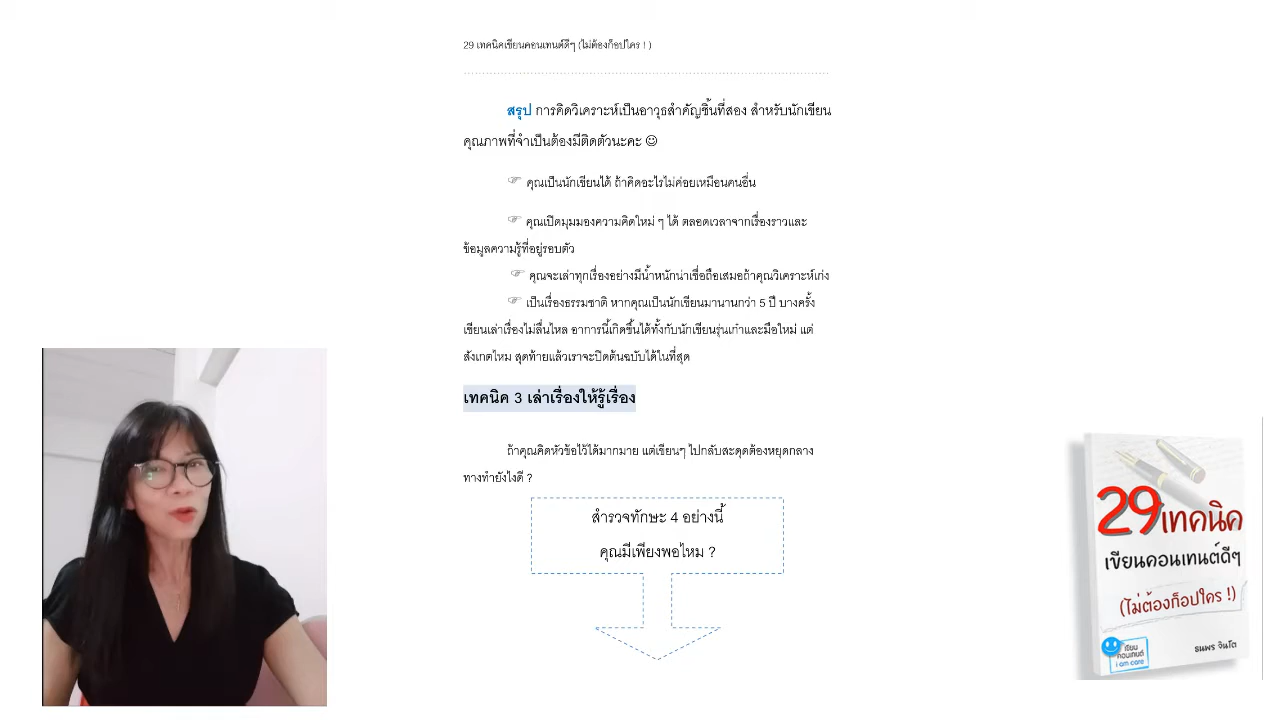 29 เทคนิคเขียนคอนเทนต์ดีๆ (ไม่ต้องก็อปใคร ! )
สรุป การคิดวิเคราะห์เป็นอาวุธสำคัญชิ้นที่สอง สำหรับนักเขียน
คุณภาพที่จำเป็นต้องมีติดตัวนะคะ ☺
☞ คุณเป็นนักเขียนได้ ถ้าคิดอะไรไม่ค่อยเหมือนคนอื่น
☞ คุณเปิดมุมมองความคิดใหม่ ๆ ได้ ตลอดเวลาจากเรื่องราวและ
ข้อมูลความรู้ที่อยู่รอบตัว
☞ คุณจะเล่าทุกเรื่องอย่างมีน้ำหนักน่าเชื่อถือเสมอถ้าคุณวิเคราะห์เก่ง
☞ เป็นเรื่องธรรมชาติ หากคุณเป็นนักเขียนมานานกว่า 5 ปี บางครั้ง
เขียนเล่าเรื่องไม่ลื่นไหล อาการนี้เกิดขึ้นได้ทั้งกับนักเขียนรุ่นเก๋าและมือใหม่ แต่
สังเกตไหม สุดท้ายแล้วเราจะปิดต้นฉบับได้ในที่สุด
เทคนิค 3 เล่าเรื่องให้รู้เรื่อง
ถ้าคุณคิดหัวข้อไว้ได้มากมาย แต่เขียนๆ ไปกลับสะดุดต้องหยุดกลาง
ทางทำยังไงดี ?
สำรวจทักษะ 4 อย่างนี้
คุณมีเพียงพอไหม ?
29เทคนิค
เขียนคอนเทนต์ดีๆ
(ไม่ต้องก็อปใคร !)
เขียน
คอนเทนต์
i am care
ธนพร จินโต